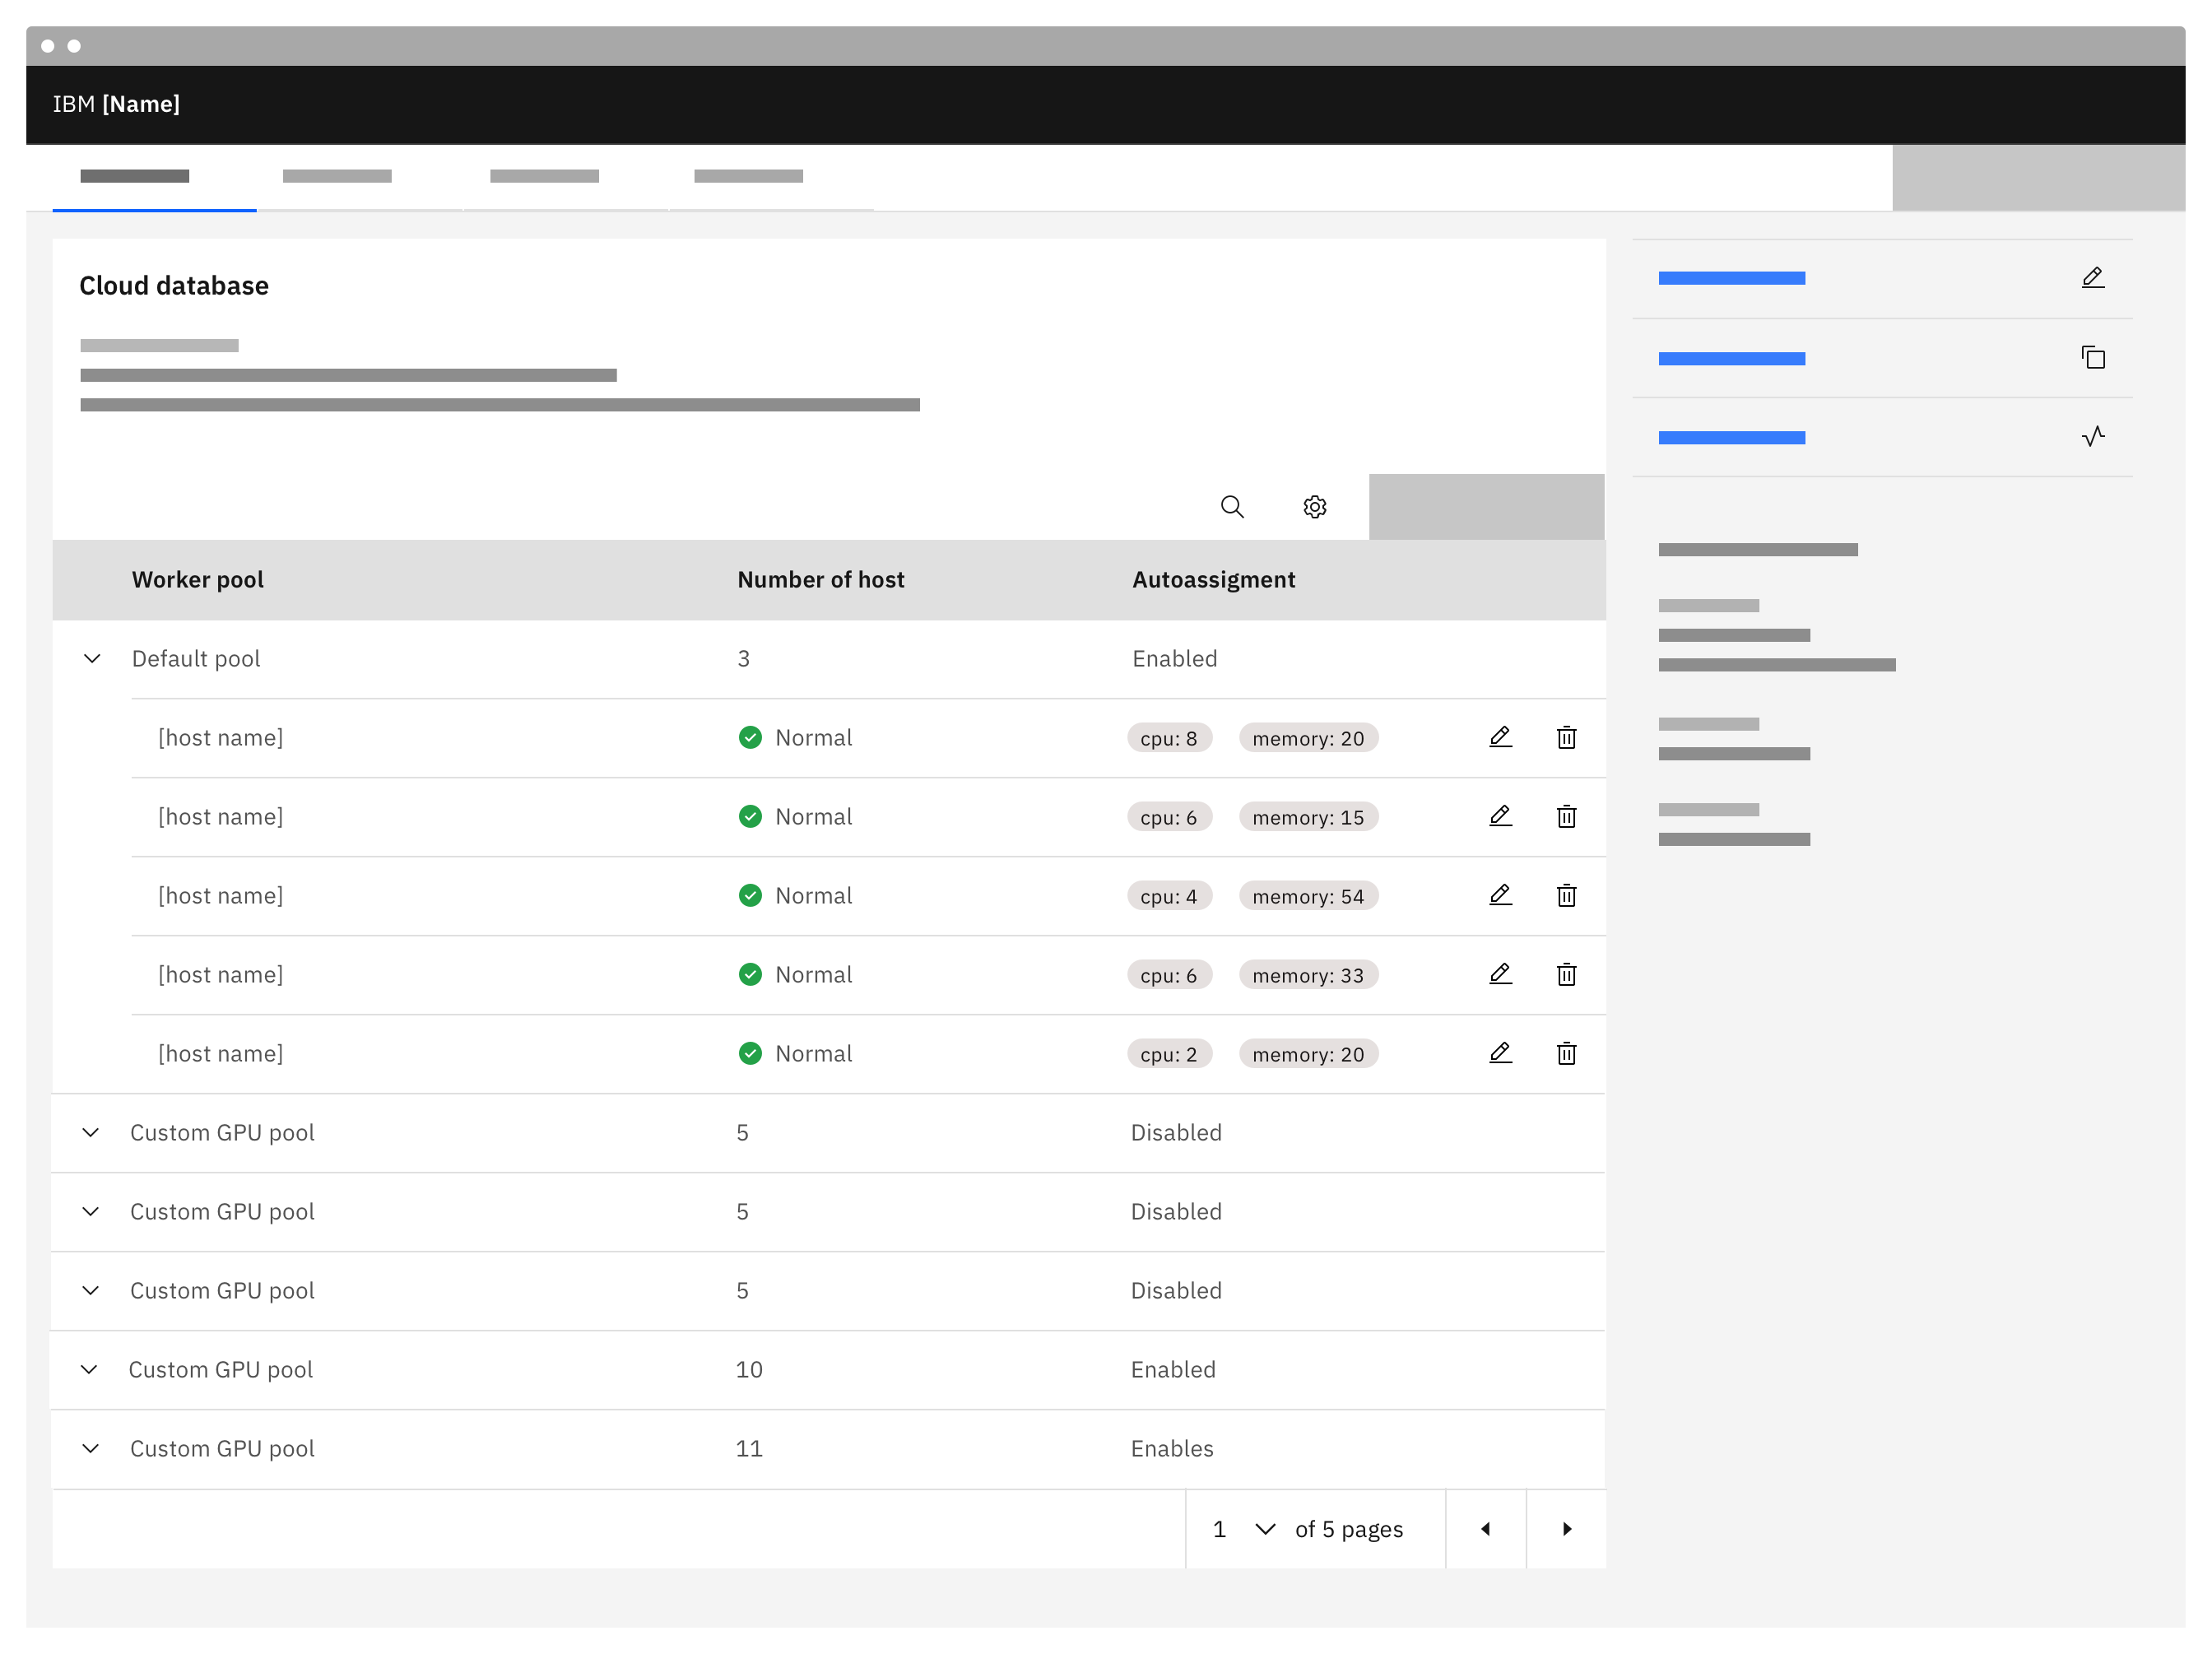 IBM [Name]
Cloud database
Worker pool Number of host Autoassigment
Default pool 3 Enabled
[host name] Normal cpu: 8 memory: 20
[host name] Normal cpu: 6 memory: 15
[host name] Normal cpu: 4 memory: 54
[host name] Normal cpu: 6 memory: 33
[host name] Normal cpu: 2 memory: 20
Custom GPU pool 5 Disabled
Custom GPU pool 5 Disabled
Custom GPU pool 5 Disabled
Custom GPU pool 10 Enabled
Custom GPU pool 11 Enables
1 of 5 pages